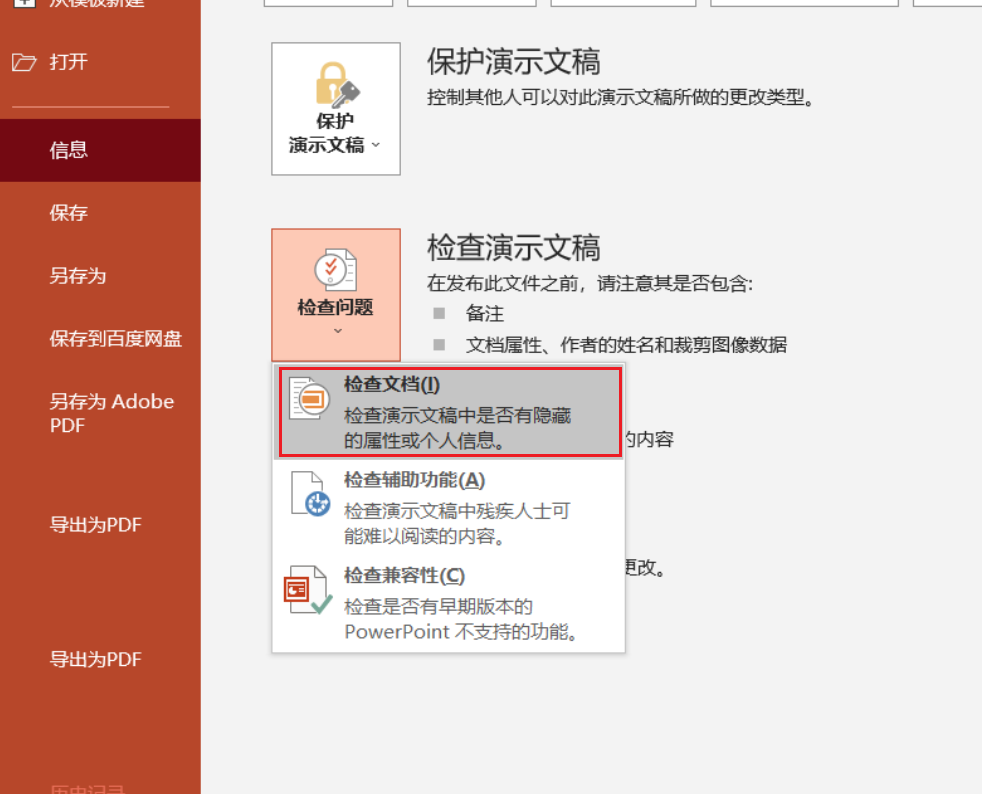 从模板新建
打开
信息
保存
另存为
保存到百度网盘
另存为 Adobe
PDF
导出为PDF
导出为PDF
历史记录
保护
演示文稿
保护演示文稿
控制其他人可以对此演示文稿所做的更改类型。
检查问题
检查演示文稿
在发布此文件之前，请注意其是否包含:
备注
文档属性、作者的姓名和裁剪图像数据
的内容
更改。
检查文档(I)
检查演示文稿中是否有隐藏
的属性或个人信息。
检查辅助功能(A)
检查演示文稿中残疾人士可
能难以阅读的内容。
检查兼容性(C)
检查是否有早期版本的
PowerPoint 不支持的功能。